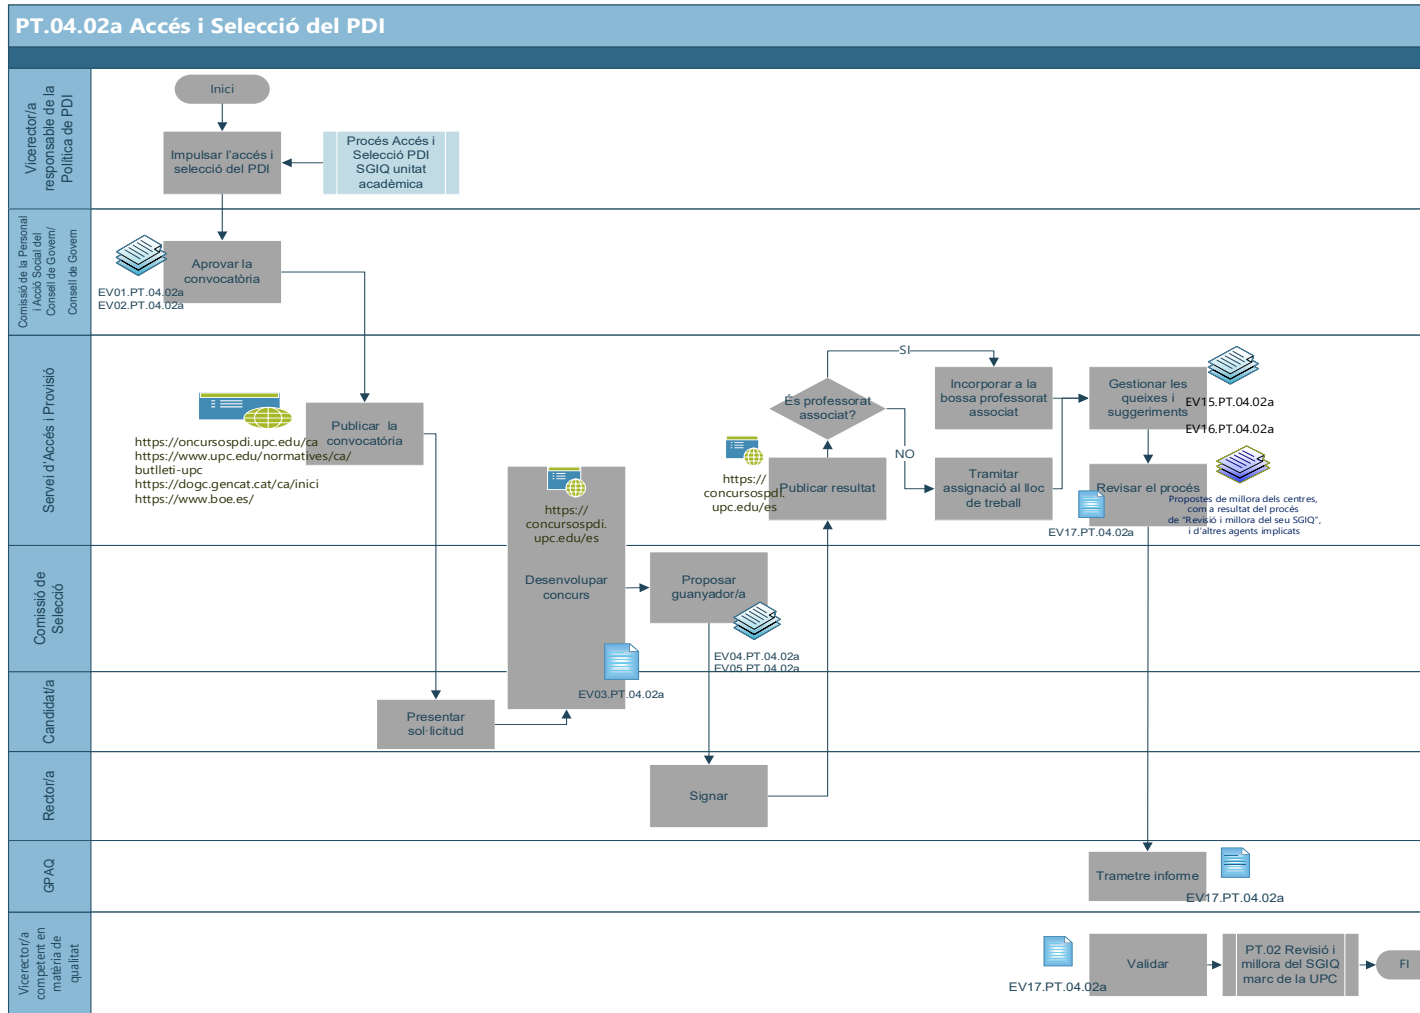 PT.04.02a Accés i Selecció del PDI
Vicerector/a
responsable de la
Política de PDI
Inici
Impulsar l'accés i
selecció del PDI
Procés Accés i
Selecció PDI
SGIQ unitat
acadèmica
Comissió de la Personal
i Acció Social del
Consell de Govern/
Consell de Govern
Aprovar la
convocatòria
EV01.PT.04.02a
EV02.PT.04.02a
Servei d'Accés i Provisió
https://oncursospdi.upc.edu/ca
https://www.upc.edu/normatives/ca/
butlleti-upc
https://dogc.gencat.cat/ca/inici
https://www.boe.es/
Publicar la
convocatória
https://
concursospdi.
upc.edu/es
Desenvolupar
concurs
EV03.PT.04.02a
https://
concursospdi.
upc.edu/es
Publicar resultat
És professorat
associat?
SI
NO
Incorporar a la
bossa professorat
associat
Tramitar
assignació al lloc
de treball
Gestionar les
queixes i
suggeriments
EV15.PT.04.02a
EV16.PT.04.02a
Revisar el procés
EV17.PT.04.02a
Propostes de millora dels centres,
com a resultat del procés
de "Revisió i millora del seu SGIQ",
i d'altres agents implicats
Comissió de
Selecció
Proposar
guanyador/a
EV04.PT.04.02a
EV05.PT.04.02a
Candidat/a
Presentar
sol·licitud
Rector/a
Signar
GPAQ
Trametre informe
EV17.PT.04.02a
Vicerector/a
competent en
matèria de
qualitat
EV17.PT.04.02a
Validar
PT.02 Revisió i
millora del SGIQ
marc de la UPC
FI